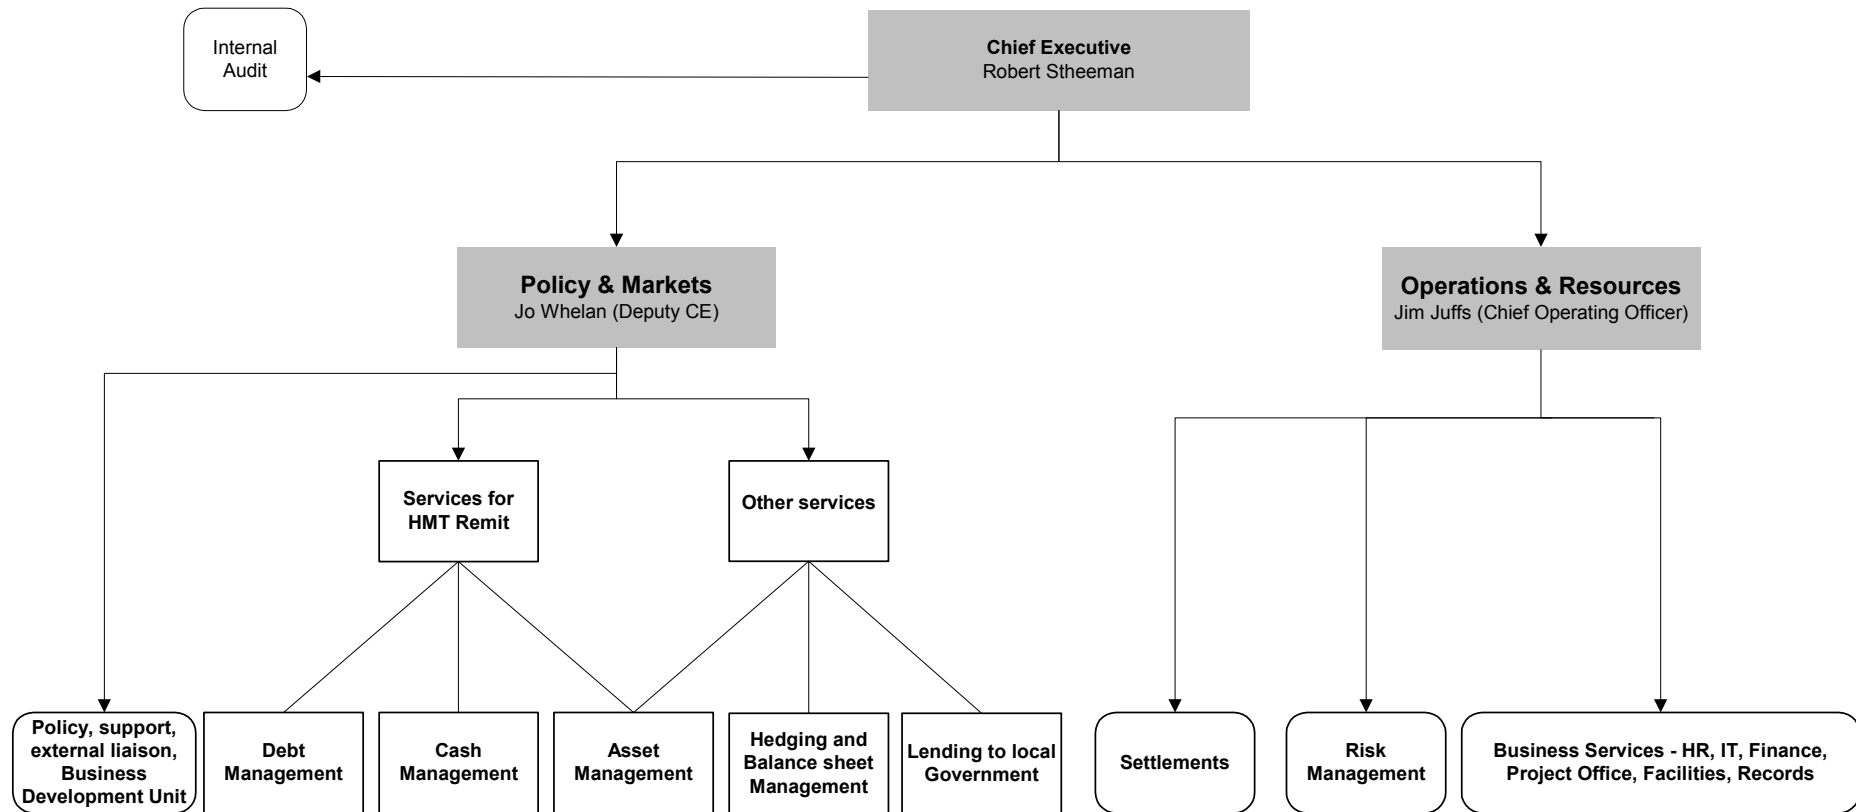 Internal
Audit
Chief Executive
Robert Stheeman
Policy & Markets
Jo Whelan (Deputy CE)
Operations & Resources
Jim Juffs (Chief Operating Officer)
Services for
HMT Remit
Other services
Policy, support,
external liaison,
Business
Development Unit
Debt
Management
Cash
Management
Asset
Management
Hedging and
Balance sheet
Management
Lending to local
Government
Settlements
Risk
Management
Business Services - HR, IT, Finance,
Project Office, Facilities, Records